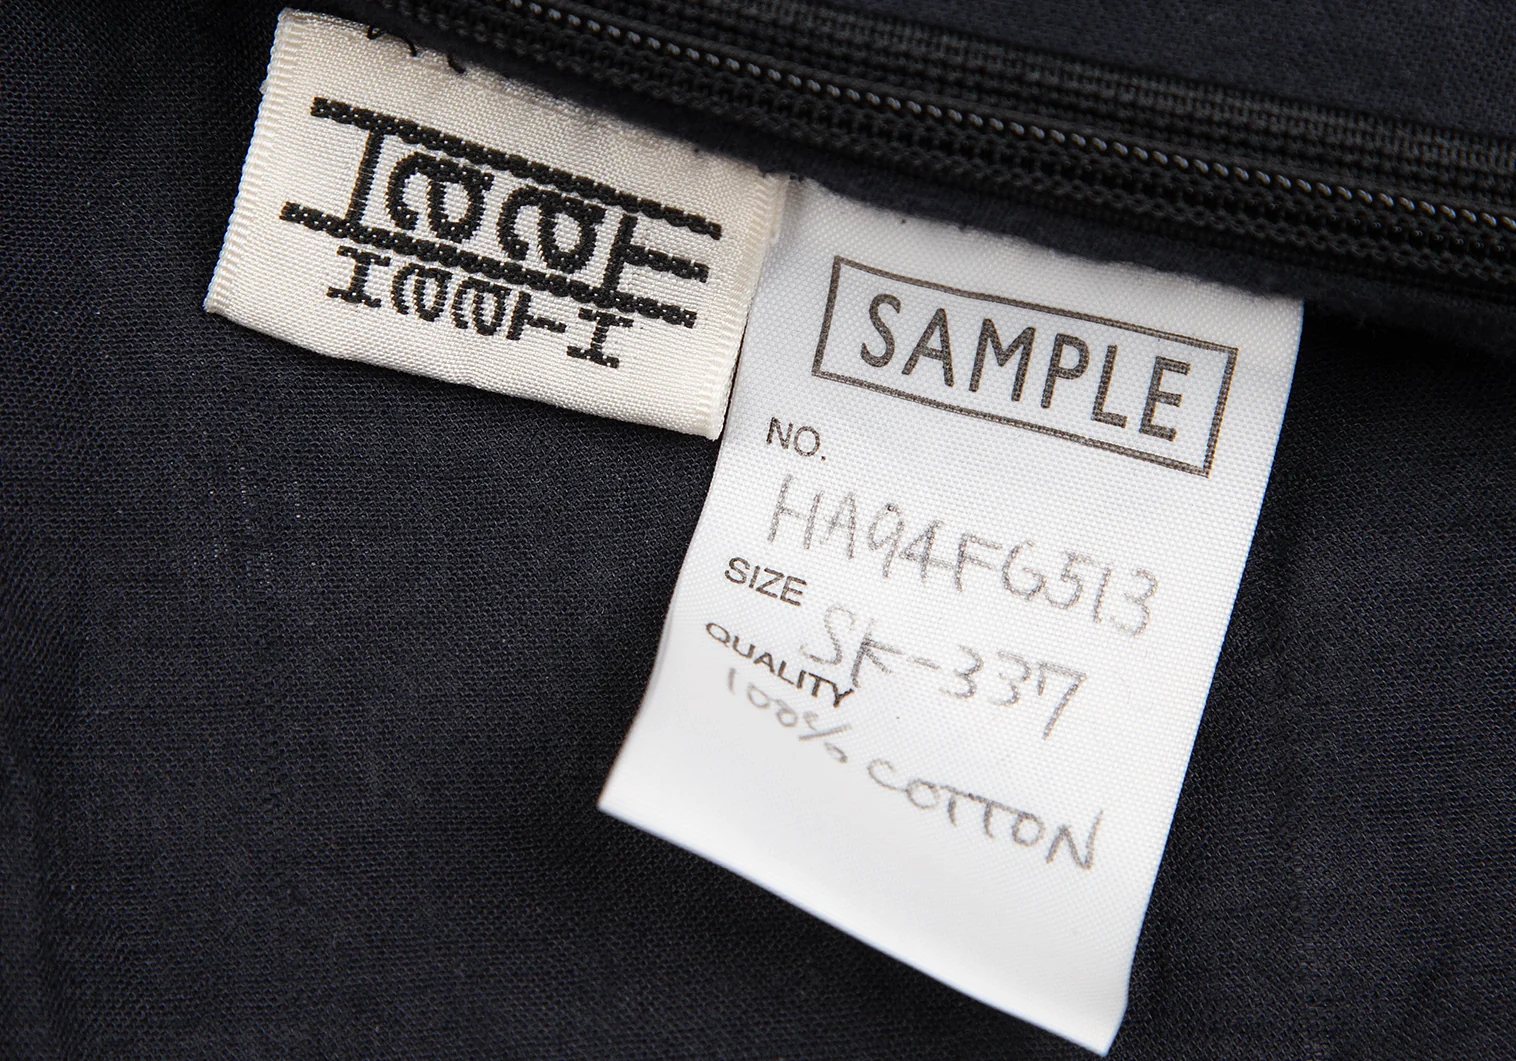 SAMPLE
NO.
HA94FG513
SIZE
SK-337
QUALITY
100% COTTON